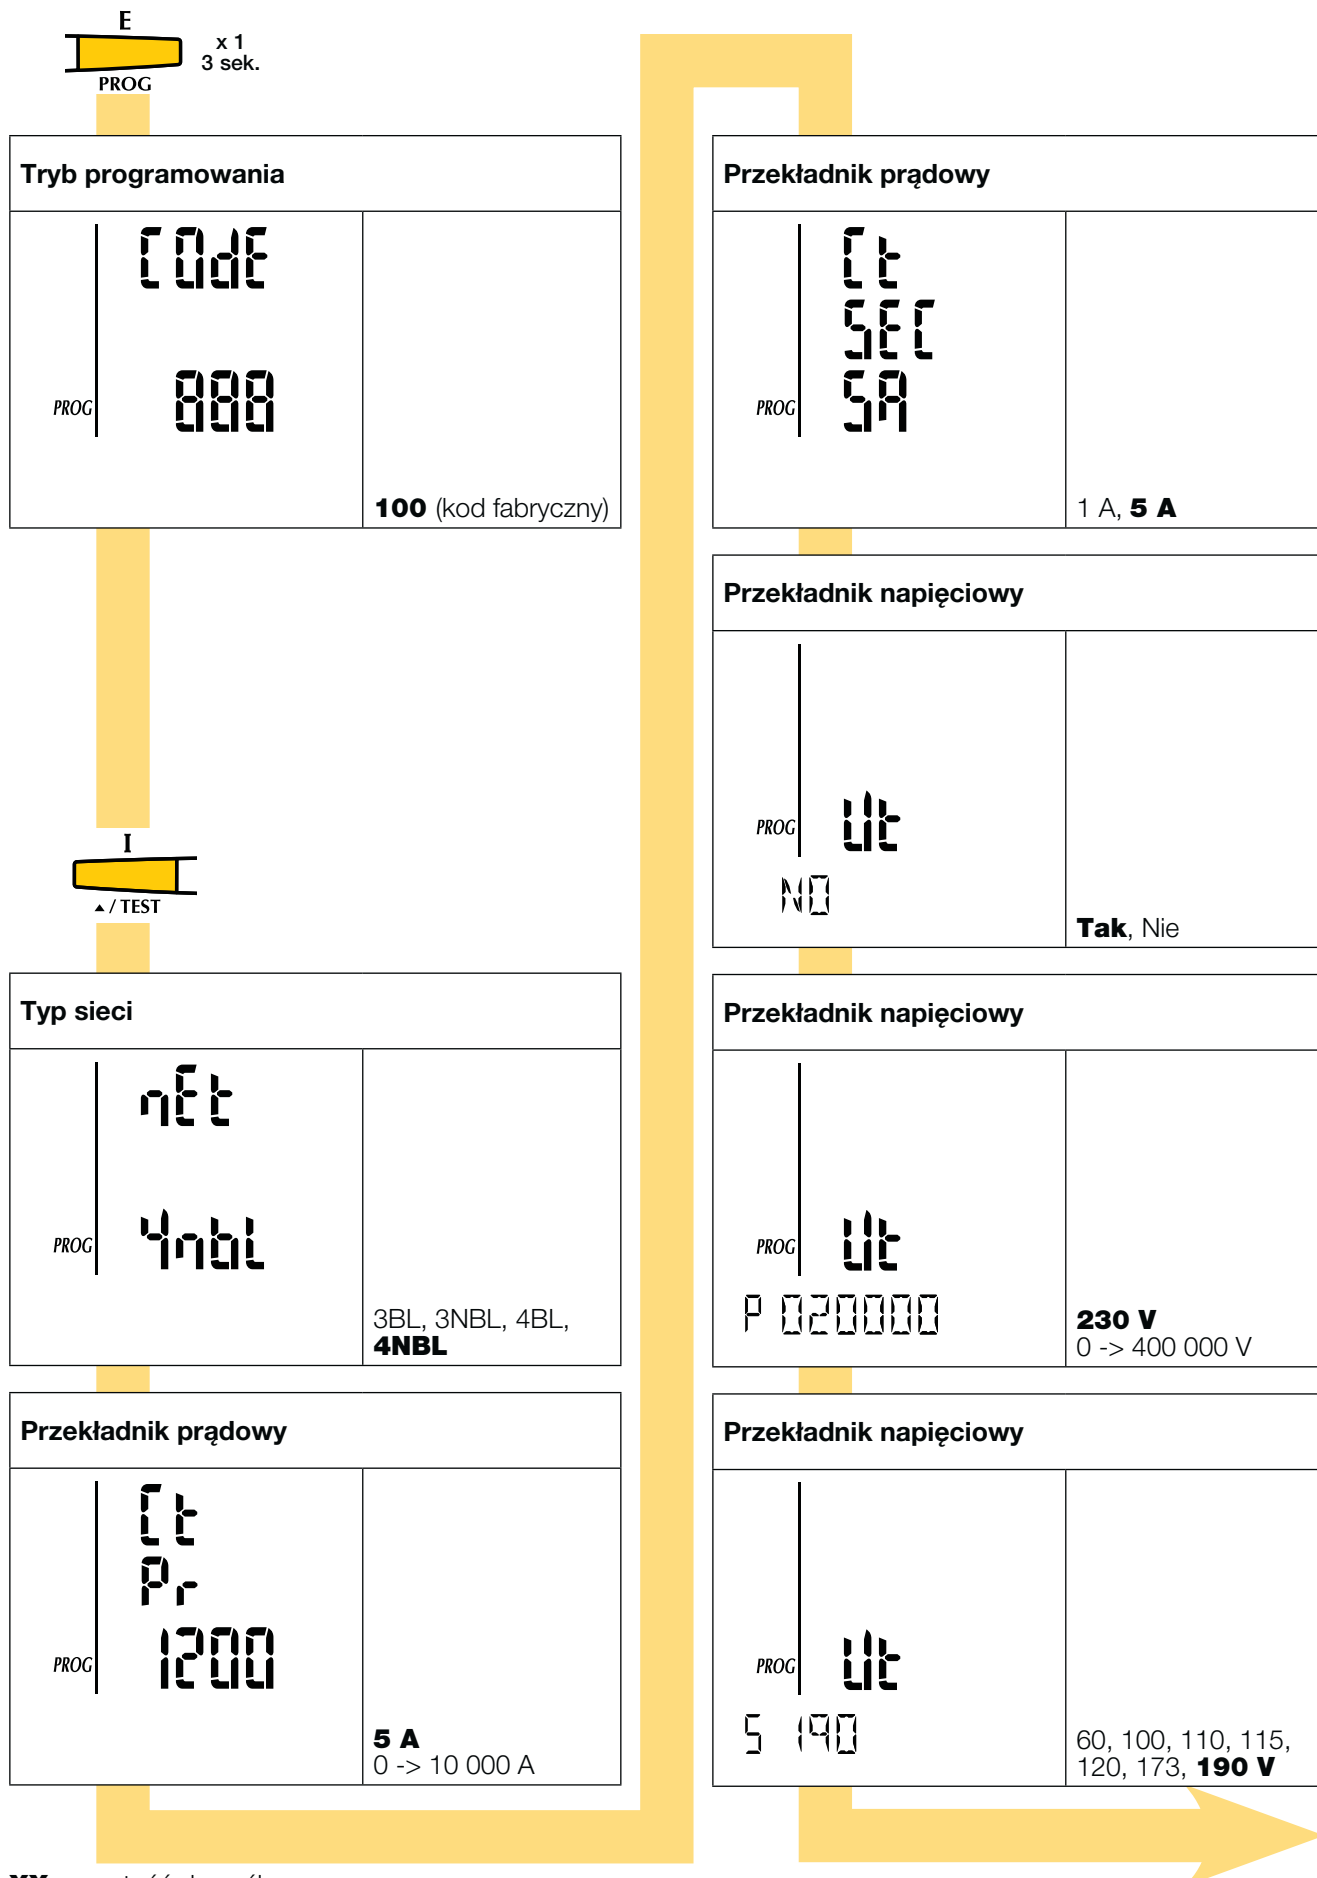 E
x 1
3 sek.
PROG
Tryb programowania
COdE
PROG 888
100 (kod fabryczny)
I
▲ / TEST
Typ sieci
nEt
PROG 4nbL
3BL, 3NBL, 4BL,
4NBL
Przekładnik prądowy
Ct
Pr
PROG 1200
5 A
0 -> 10 000 A
Przekładnik prądowy
Ct
SEC
PROG 5A
1 A, 5 A
Przekładnik napięciowy
PROG Ut
NO
Tak, Nie
Przekładnik napięciowy
PROG Ut
P 020000
230 V
0 -> 400 000 V
Przekładnik napięciowy
PROG Ut
S 190
60, 100, 110, 115,
120, 173, 190 V